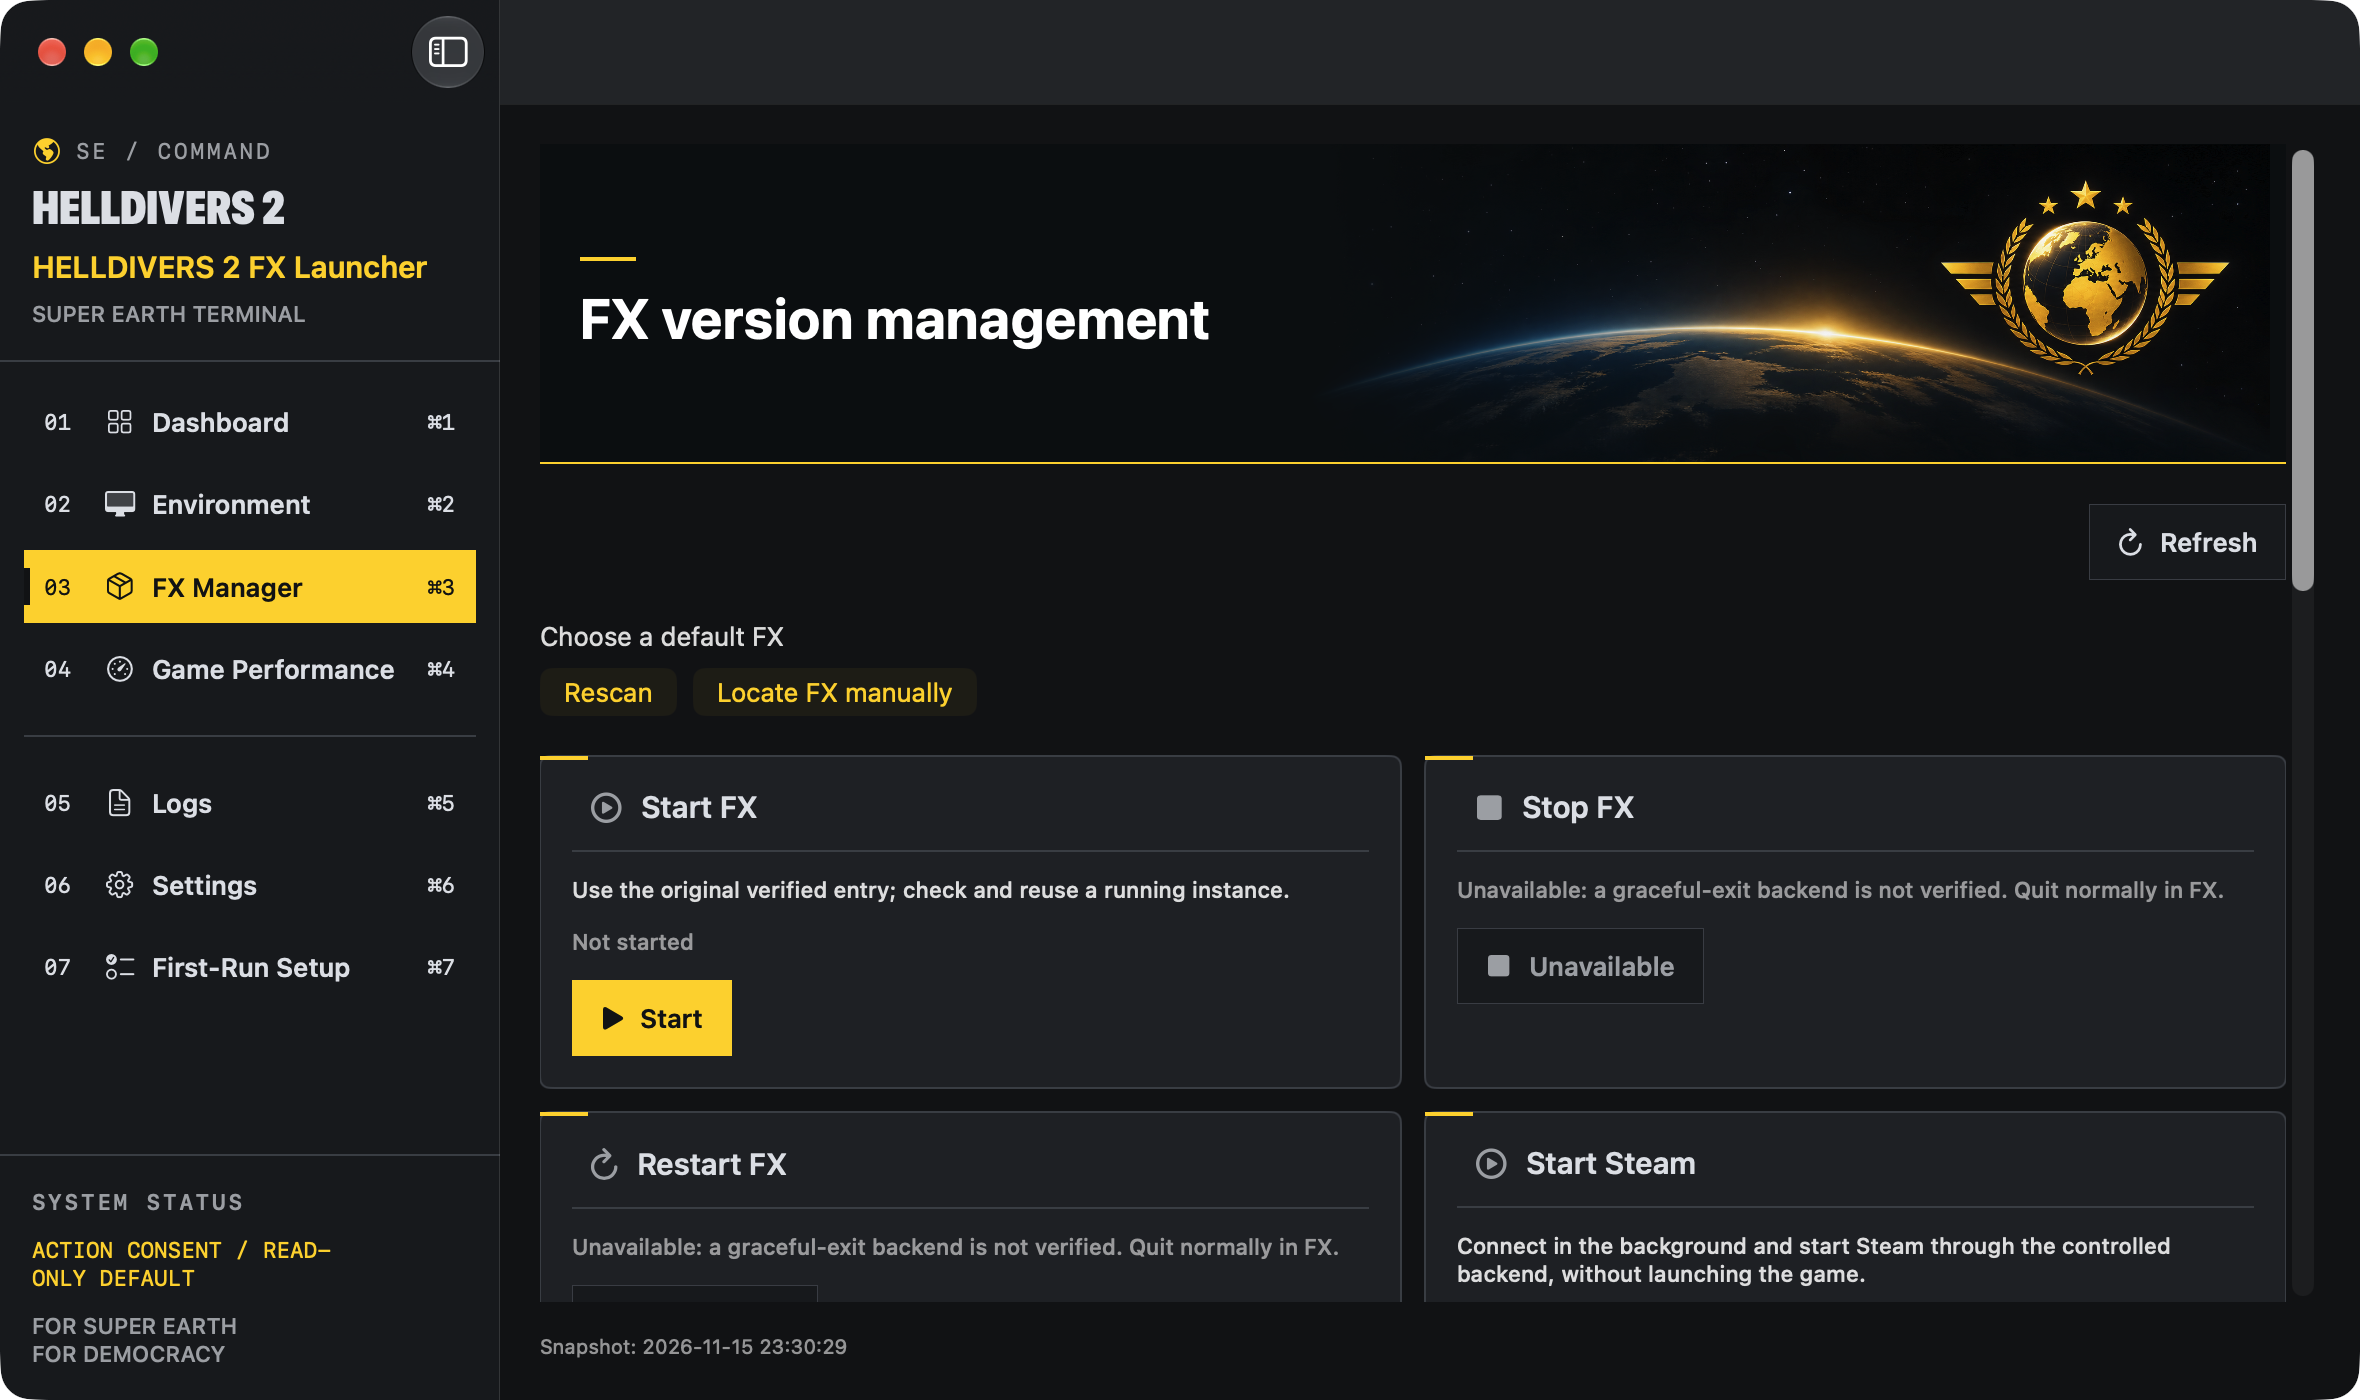 SE / COMMAND
HELLDIVERS 2
HELLDIVERS 2 FX Launcher
SUPER EARTH TERMINAL
01 Dashboard ⌘1
02 Environment ⌘2
03 FX Manager ⌘3
04 Game Performance ⌘4
05 Logs ⌘5
06 Settings ⌘6
07 First-Run Setup ⌘7
SYSTEM STATUS
ACTION CONSENT / READ-
ONLY DEFAULT
FOR SUPER EARTH
FOR DEMOCRACY
FX version management
Refresh
Choose a default FX
Rescan
Locate FX manually
Start FX
Use the original verified entry; check and reuse a running instance.
Not started
Start
Stop FX
Unavailable: a graceful-exit backend is not verified. Quit normally in FX.
Unavailable
Restart FX
Unavailable: a graceful-exit backend is not verified. Quit normally in FX.
Start Steam
Connect in the background and start Steam through the controlled
backend, without launching the game.
Snapshot: 2026-11-15 23:30:29